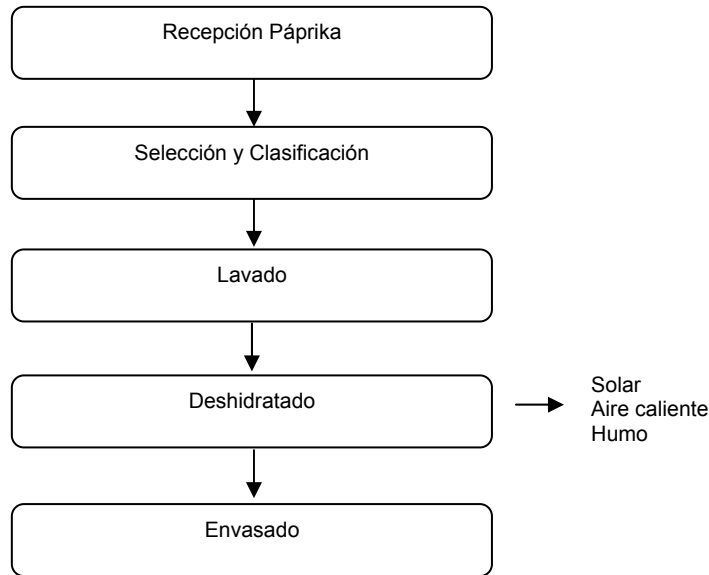 Recepción Páprika
Selección y Clasificación
Lavado
Deshidratado
Solar
Aire caliente
Humo
Envasado